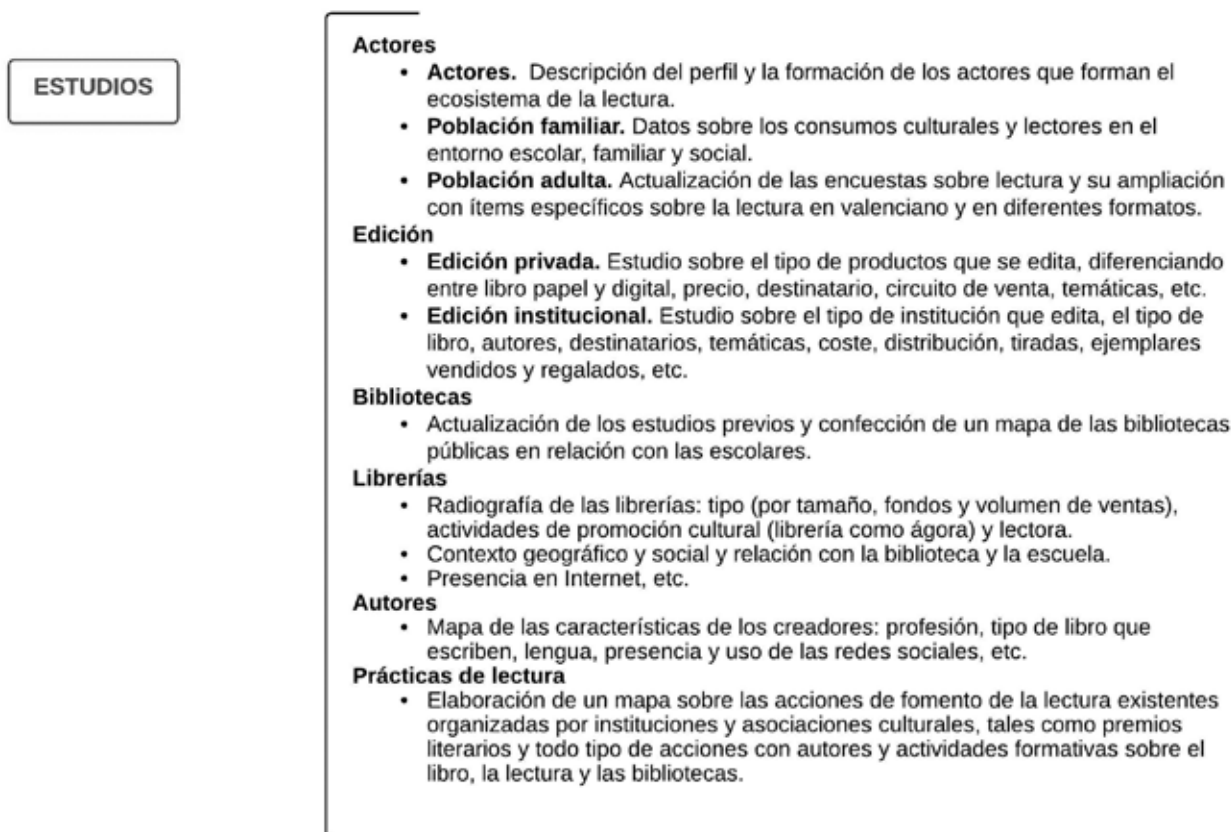 ESTUDIOS
Actores
• Actores. Descripción del perfil y la formación de los actores que forman el
ecosistema de la lectura.
• Población familiar. Datos sobre los consumos culturales y lectores en el
entorno escolar, familiar y social.
• Población adulta. Actualización de las encuestas sobre lectura y su ampliación
con ítems específicos sobre la lectura en valenciano y en diferentes formatos.
Edición
• Edición privada. Estudio sobre el tipo de productos que se edita, diferenciando
entre libro papel y digital, precio, destinatario, circuito de venta, temáticas, etc.
• Edición institucional. Estudio sobre el tipo de institución que edita, el tipo de
libro, autores, destinatarios, temáticas, coste, distribución, tiradas, ejemplares
vendidos y regalados, etc.
Bibliotecas
• Actualización de los estudios previos y confección de un mapa de las bibliotecas
públicas en relación con las escolares.
Librerías
• Radiografía de las librerías: tipo (por tamaño, fondos y volumen de ventas),
actividades de promoción cultural (librería como ágora) y lectora.
• Contexto geográfico y social y relación con la biblioteca y la escuela.
• Presencia en Internet, etc.
Autores
• Mapa de las características de los creadores: profesión, tipo de libro que
escriben, lengua, presencia y uso de las redes sociales, etc.
Prácticas de lectura
• Elaboración de un mapa sobre las acciones de fomento de la lectura existentes
organizadas por instituciones y asociaciones culturales, tales como premios
literarios y todo tipo de acciones con autores y actividades formativas sobre el
libro, la lectura y las bibliotecas.